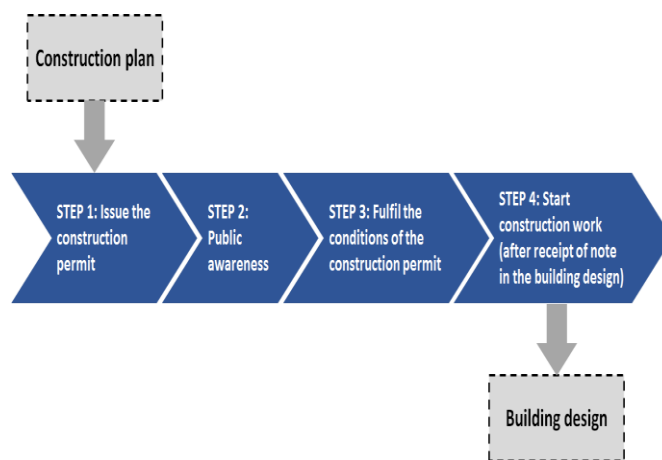 Construction plan
STEP 1: Issue the
construction
permit
STEP 2:
Public
awareness
STEP 3: Fulfil the
conditions of the
construction permit
STEP 4: Start
construction work
(after receipt of note
in the building design)
Building design